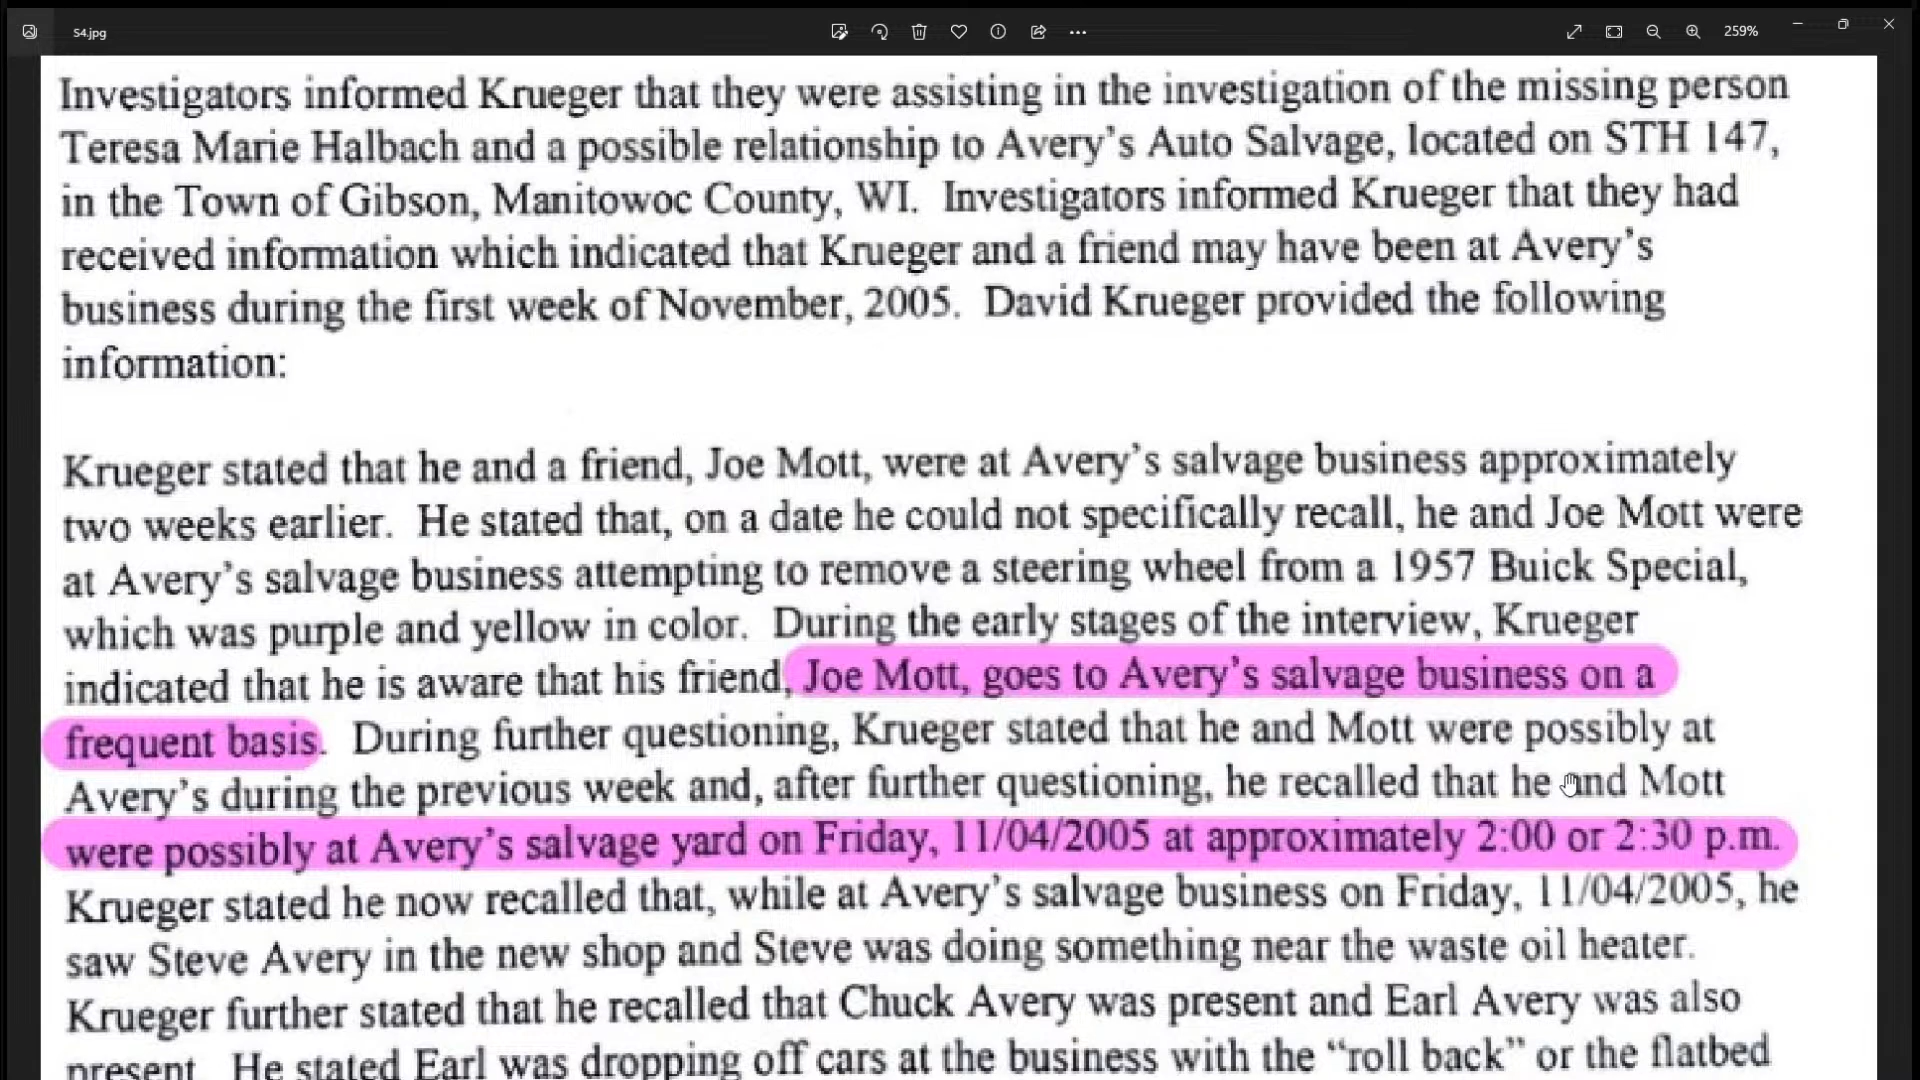 S4.jpg
259%
Investigators informed Krueger that they were assisting in the investigation of the missing person
Teresa Marie Halbach and a possible relationship to Avery's Auto Salvage, located on STH 147,
in the Town of Gibson, Manitowoc County, WI. Investigators informed Krueger that they had
received information which indicated that Krueger and a friend may have been at Avery's
business during the first week of November, 2005. David Krueger provided the following
information:
Krueger stated that he and a friend, Joe Mott, were at Avery's salvage business approximately
two weeks earlier. He stated that, on a date he could not specifically recall, he and Joe Mott were
at Avery's salvage business attempting to remove a steering wheel from a 1957 Buick Special,
which was purple and yellow in color. During the early stages of the interview, Krueger
indicated that he is aware that his friend, Joe Mott, goes to Avery's salvage business on a
frequent basis. During further questioning, Krueger stated that he and Mott were possibly at
Avery's during the previous week and, after further questioning, he recalled that he and Mott
were possibly at Avery's salvage yard on Friday, 11/04/2005 at approximately 2:00 or 2:30 p.m.
Krueger stated he now recalled that, while at Avery's salvage business on Friday, 11/04/2005, he
saw Steve Avery in the new shop and Steve was doing something near the waste oil heater.
Krueger further stated that he recalled that Chuck Avery was present and Earl Avery was also
present. He stated Earl was dropping off cars at the business with the "roll back" or the flatbed